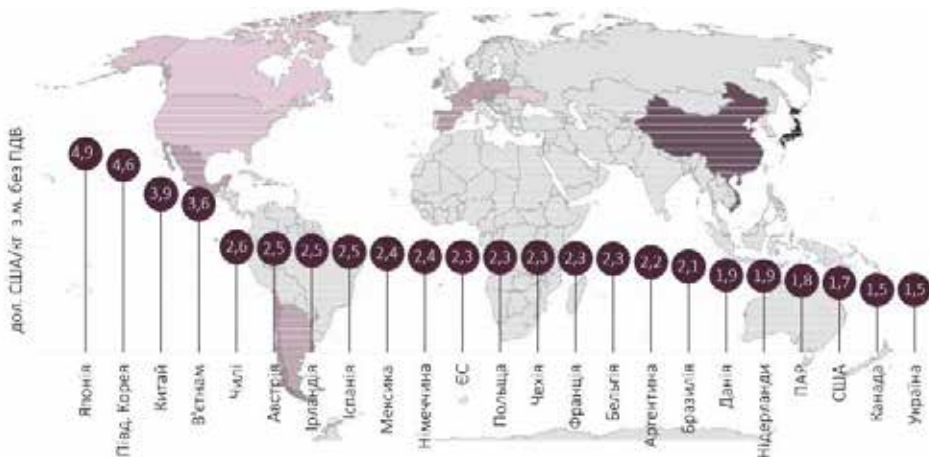 дол. США/кг з.м. без ПДВ
4,9
4,6
3,9
3,6
2,6
2,5
2,5
2,5
2,4
2,4
2,3
2,3
2,3
2,3
2,3
2,2
2,1
1,9
1,9
1,8
1,7
1,5
1,5
Японія
Півд. Корея
Китай
В'єтнам
Чилі
Австрія
Ірландія
Іспанія
Мексика
Німеччина
ЄС
Польща
Чехія
Франція
Бельгія
Аргентина
Бразилія
Данія
Нідерланди
ПАР
США
Канада
Україна